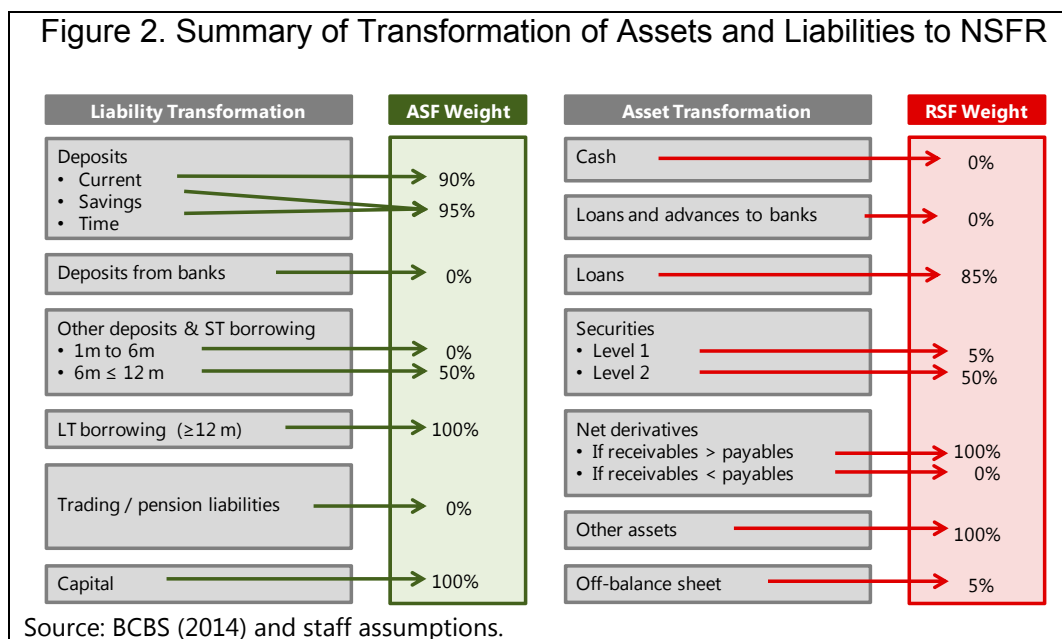 Figure 2. Summary of Transformation of Assets and Liabilities to NSFR
Liability Transformation
ASF Weight
Deposits
• Current
• Savings
• Time
90%
95%
Deposits from banks
0%
Other deposits & ST borrowing
• 1m to 6m
• 6m ≤ 12 m
0%
50%
LT borrowing (≥12 m)
100%
Trading / pension liabilities
0%
Capital
100%
Asset Transformation
RSF Weight
Cash
0%
Loans and advances to banks
0%
Loans
85%
Securities
• Level 1
• Level 2
5%
50%
Net derivatives
• If receivables > payables
• If receivables < payables
100%
0%
Other assets
100%
Off-balance sheet
5%
Source: BCBS (2014) and staff assumptions.